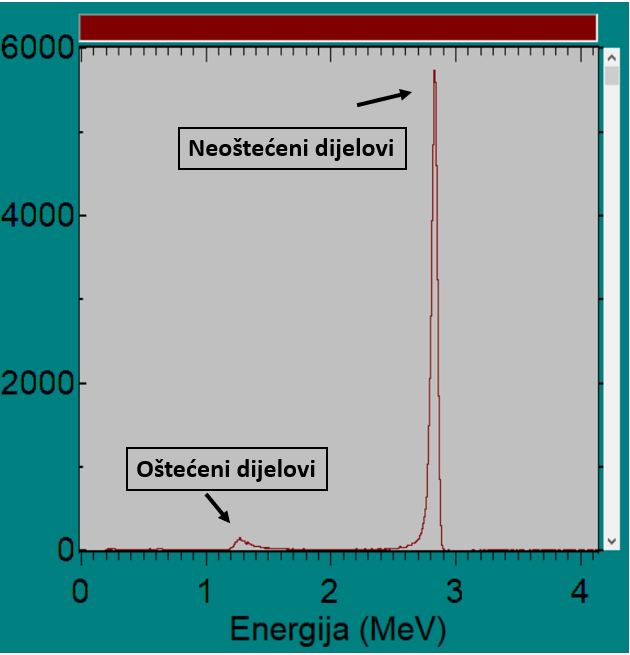 6000
Neoštećeni dijelovi
4000
2000
Oštećeni dijelovi
0
0 1 2 3 4
Energija (MeV)